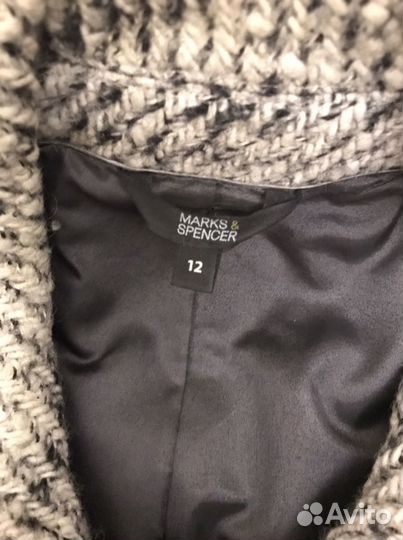 MARKS &
SPENCER
12
Avito